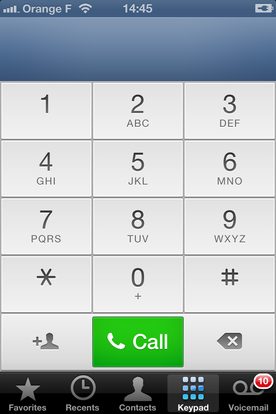 Orange F 14:45
1 2 3
ABC DEF
4 5 6
GHI JKL MNO
7 8 9
PQRS TUV WXYZ
* 0 #
+
+ Call
10
Favorites Recents Contacts Keypad Voicemail